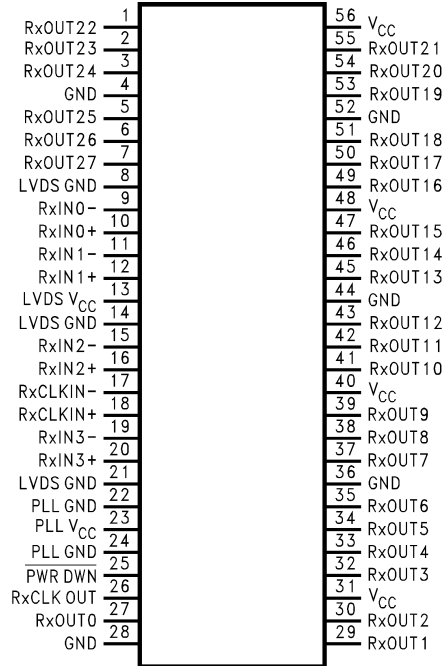 RxOUT22 1
RxOUT23 2
RxOUT24 3
GND 4
RxOUT25 5
RxOUT26 6
RxOUT27 7
LVDS GND 8
RxIN0- 9
RxIN0+ 10
RxIN1- 11
RxIN1+ 12
LVDS VCC 13
LVDS GND 14
RxIN2- 15
RxIN2+ 16
RxCLKIN- 17
RxCLKIN+ 18
RxIN3- 19
RxIN3+ 20
LVDS GND 21
PLL GND 22
PLL VCC 23
PLL GND 24
PWR DWN 25
RxCLK OUT 26
RxOUT0 27
GND 28
56 VCC
55 RxOUT21
54 RxOUT20
53 RxOUT19
52 GND
51 RxOUT18
50 RxOUT17
49 RxOUT16
48 VCC
47 RxOUT15
46 RxOUT14
45 RxOUT13
44 GND
43 RxOUT12
42 RxOUT11
41 RxOUT10
40 VCC
39 RxOUT9
38 RxOUT8
37 RxOUT7
36 GND
35 RxOUT6
34 RxOUT5
33 RxOUT4
32 RxOUT3
31 VCC
30 RxOUT2
29 RxOUT1